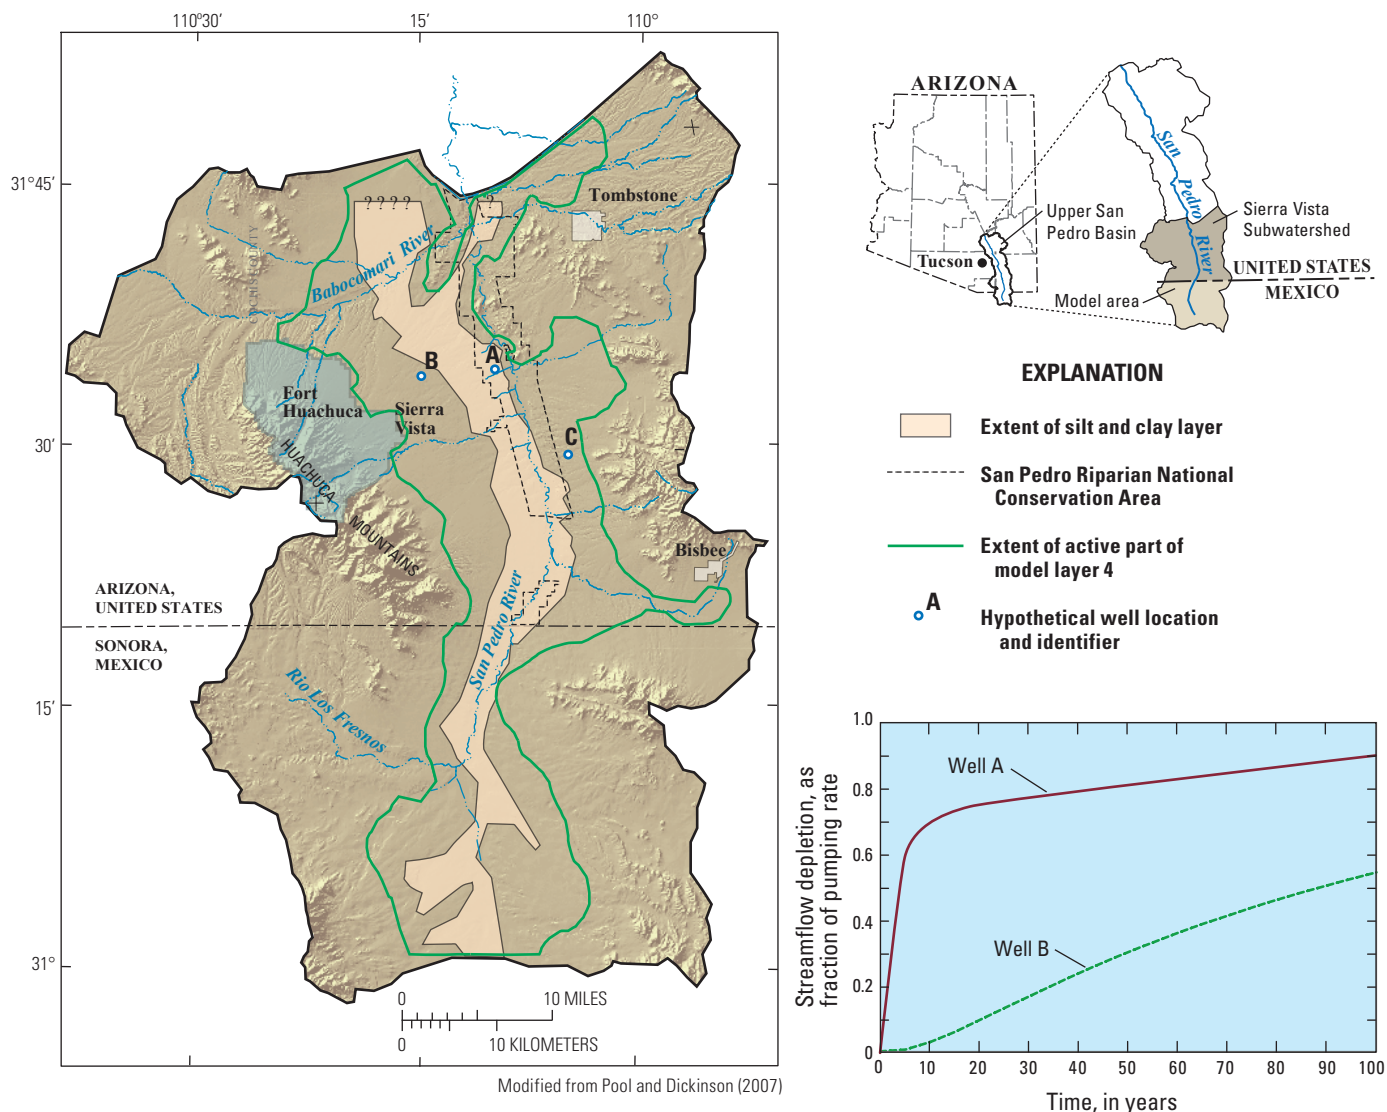 110°30′
15′
110°
31°45′
30′
15′
31°
Tombstone
? ? ? ?
?
Babocomari River
COCHISE COUNTY
B
A
C
Fort
Huachuca
Sierra
Vista
HUACHUCA
MOUNTAINS
Bisbee
ARIZONA,
UNITED STATES
SONORA,
MEXICO
San Pedro River
Rio Los Fresnos
0
10 MILES
0
10 KILOMETERS
Modified from Pool and Dickinson (2007)
ARIZONA
Upper San
Pedro Basin
Tucson
San
Pedro
River
Sierra Vista
Subwatershed
UNITED STATES
MEXICO
Model area
EXPLANATION
Extent of silt and clay layer
San Pedro Riparian National
Conservation Area
Extent of active part of
model layer 4
A
Hypothetical well location
and identifier
Streamflow depletion, as
fraction of pumping rate
1.0
0.8
0.6
0.4
0.2
0
Well A
Well B
0 10 20 30 40 50 60 70 80 90 100
Time, in years